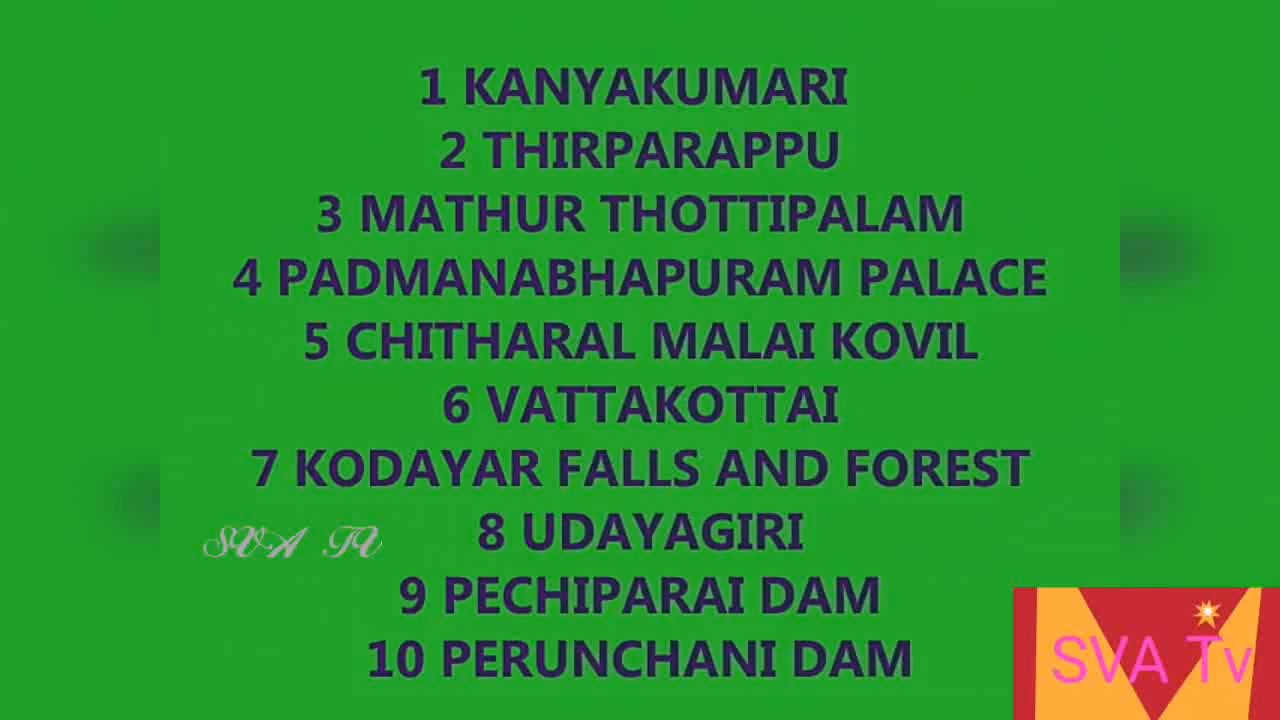 1 KANYAKUMARI
2 THIRPARAPPU
3 MATHUR THOTTIPALAM
4 PADMANABHAPURAM PALACE
5 CHITHARAL MALAI KOVIL
6 VATTAKOTTAI
7 KODAYAR FALLS AND FOREST
8 UDAYAGIRI
SVA TV
9 PECHIPARAI DAM
10 PERUNCHANI DAM
SVA Tv